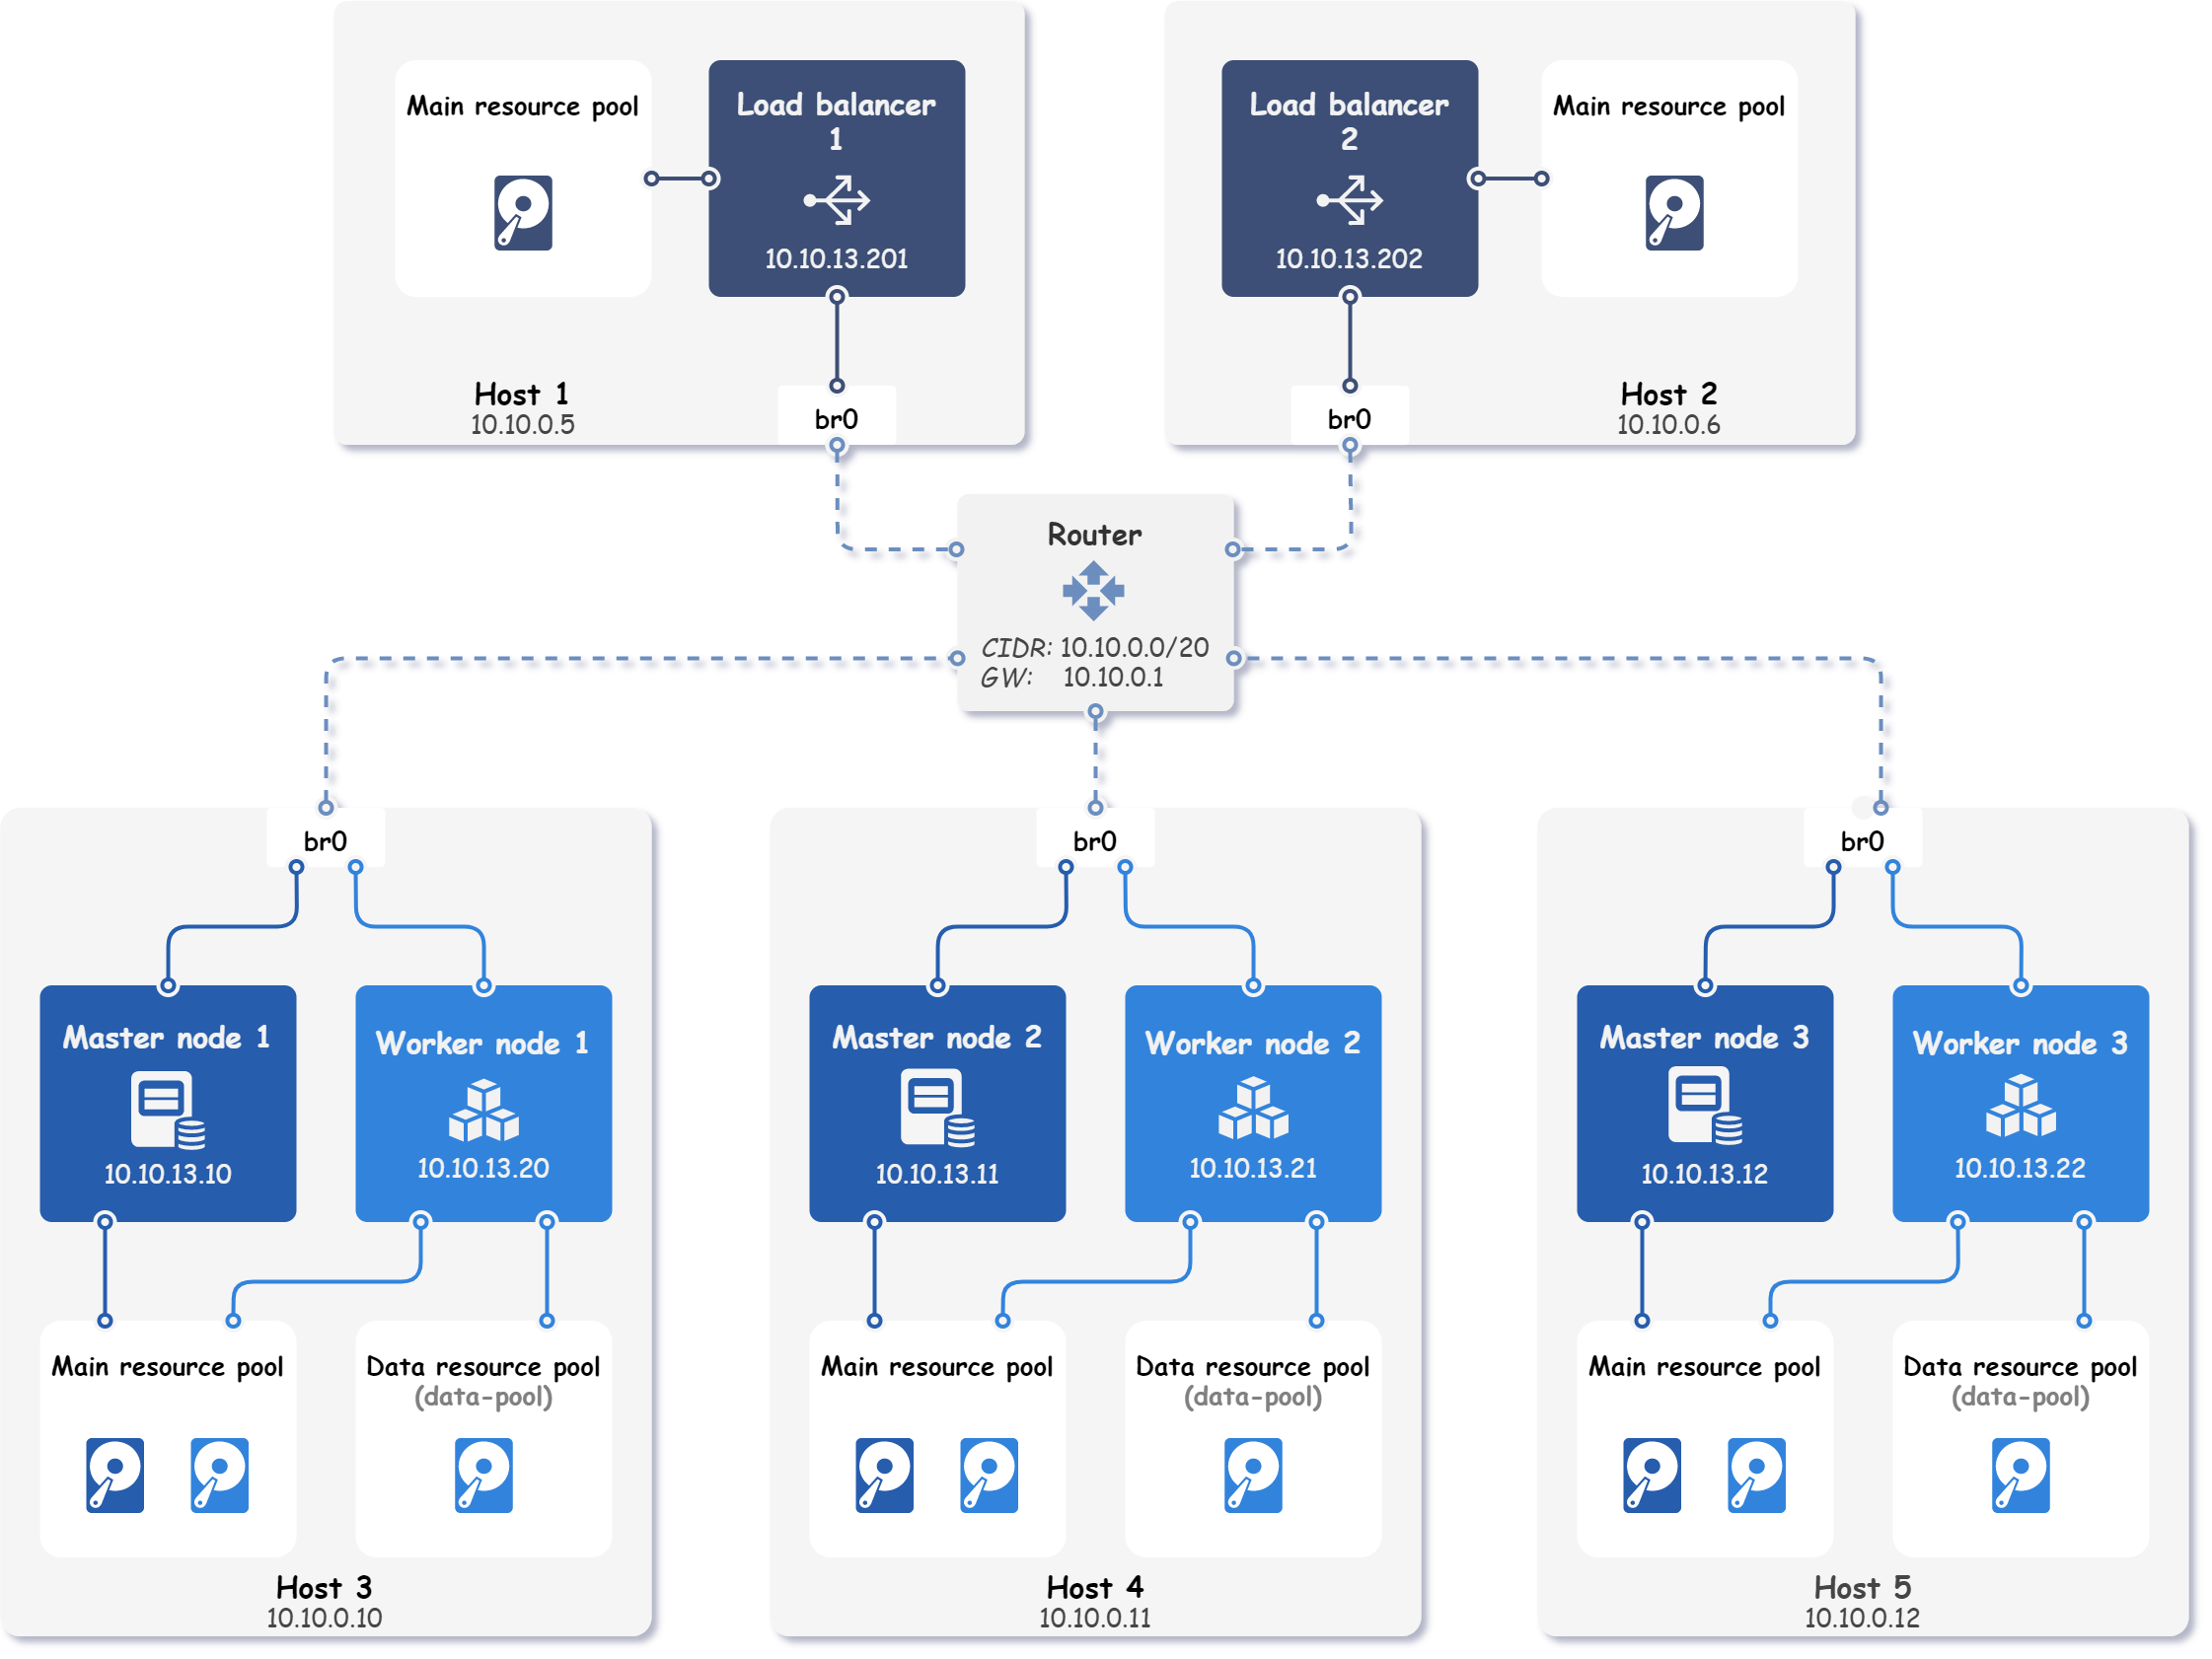 Main resource pool
Load balancer
1
10.10.13.201
Host 1
10.10.0.5
br0
Load balancer
2
10.10.13.202
Main resource pool
br0
Host 2
10.10.0.6
Router
CIDR: 10.10.0.0/20
GW: 10.10.0.1
br0
Master node 1
10.10.13.10
Worker node 1
10.10.13.20
Main resource pool
Data resource pool
(data-pool)
Host 3
10.10.0.10
br0
Master node 2
10.10.13.11
Worker node 2
10.10.13.21
Main resource pool
Data resource pool
(data-pool)
Host 4
10.10.0.11
br0
Master node 3
10.10.13.12
Worker node 3
10.10.13.22
Main resource pool
Data resource pool
(data-pool)
Host 5
10.10.0.12